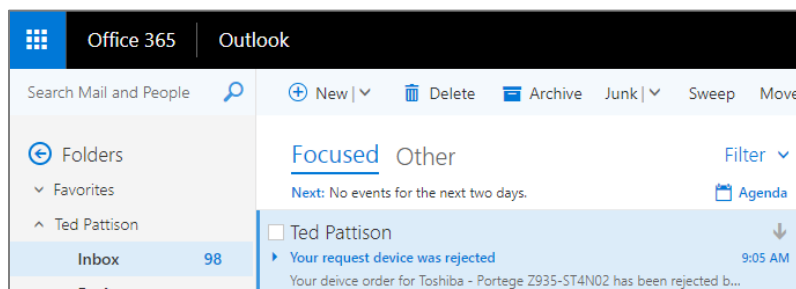 Office 365 Outlook
Search Mail and People New Delete Archive Junk Sweep Move
Folders Focused Other Filter
Favorites Next: No events for the next two days. Agenda
Ted Pattison Ted Pattison
Inbox 98 Your request device was rejected 9:05 AM
Your deivce order for Toshiba - Portege Z935-ST4N02 has been rejected b...